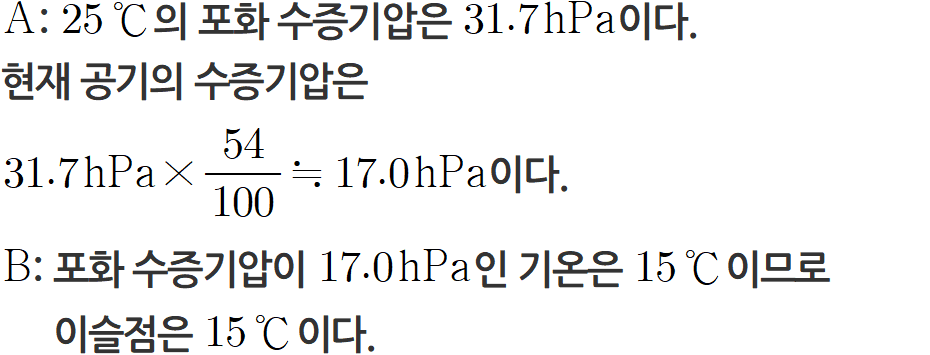 A: 25 ℃의 포화 수증기압은 31.7 hPa이다.
현재 공기의 수증기압은
31.7 hPa × 54/100 ≒ 17.0 hPa이다.
B: 포화 수증기압이 17.0 hPa인 기온은 15 ℃이므로
이슬점은 15 ℃이다.